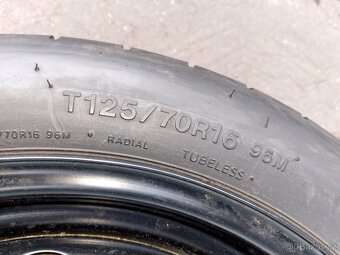 T125/70R16 96M
/70R16 96M • RADIAL TUBELESS •